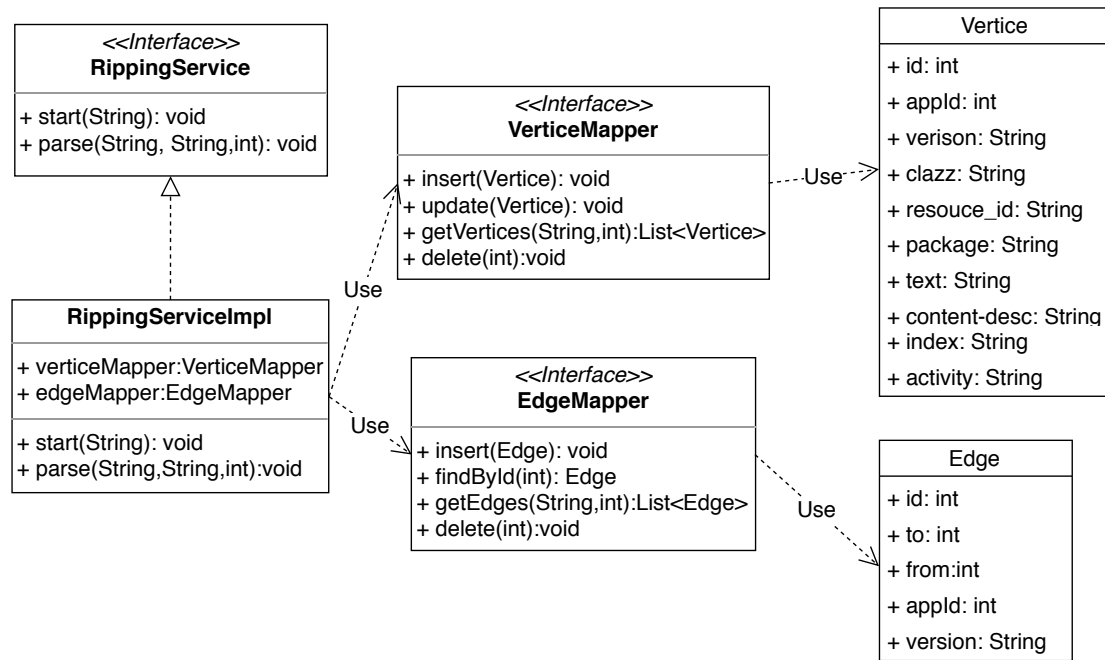 <<Interface>>
RippingService
+ start(String): void
+ parse(String, String,int): void
RippingServiceImpl
+ verticeMapper:VerticeMapper
+ edgeMapper:EdgeMapper
+ start(String): void
+ parse(String,String,int):void
Use
Use
<<Interface>>
VerticeMapper
+ insert(Vertice): void
+ update(Vertice): void
+ getVertices(String,int):List<Vertice>
+ delete(int):void
<<Interface>>
EdgeMapper
+ insert(Edge): void
+ findById(int): Edge
+ getEdges(String,int):List<Edge>
+ delete(int):void
Use
Use
Vertice
+ id: int
+ appId: int
+ verison: String
+ clazz: String
+ resouce_id: String
+ package: String
+ text: String
+ content-desc: String
+ index: String
+ activity: String
Edge
+ id: int
+ to: int
+ from:int
+ appId: int
+ version: String